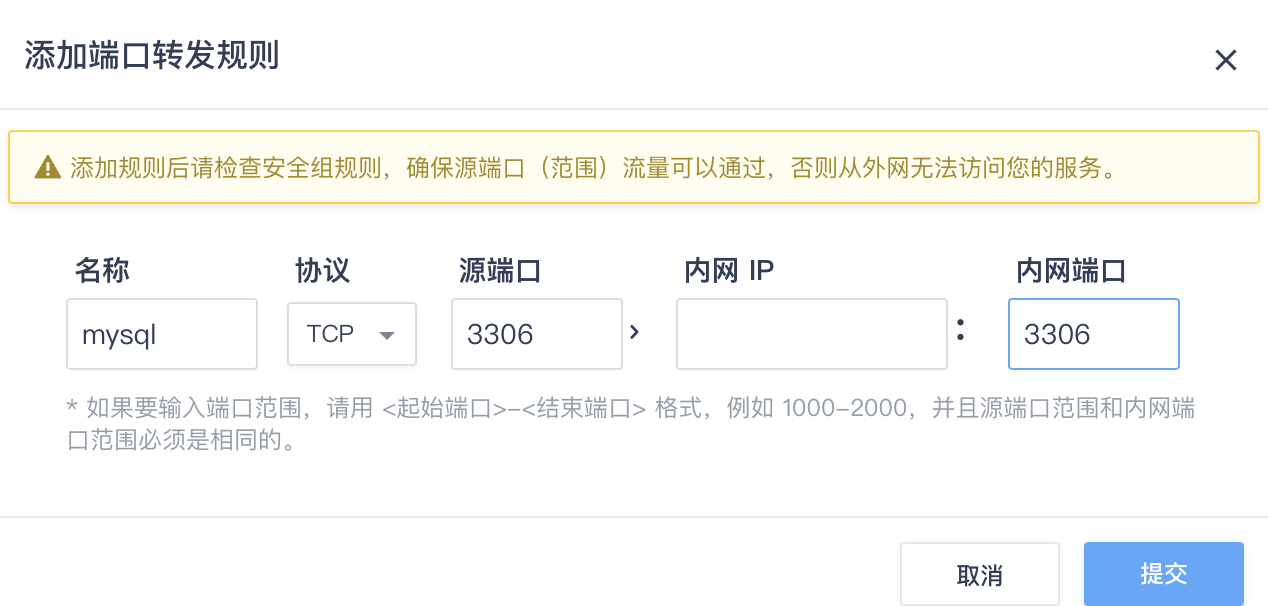 添加端口转发规则
添加规则后请检查安全组规则，确保源端口（范围）流量可以通过，否则从外网无法访问您的服务。
名称 协议 源端口 内网 IP 内网端口
mysql TCP 3306 › : 3306
* 如果要输入端口范围，请用 <起始端口>-<结束端口> 格式，例如 1000-2000，并且源端口范围和内网端
口范围必须是相同的。
取消 提交